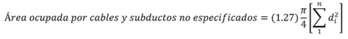 Área ocupada por cables y subductos no especificados = (1.27) π/4 [∑₁ⁿ dᵢ²]